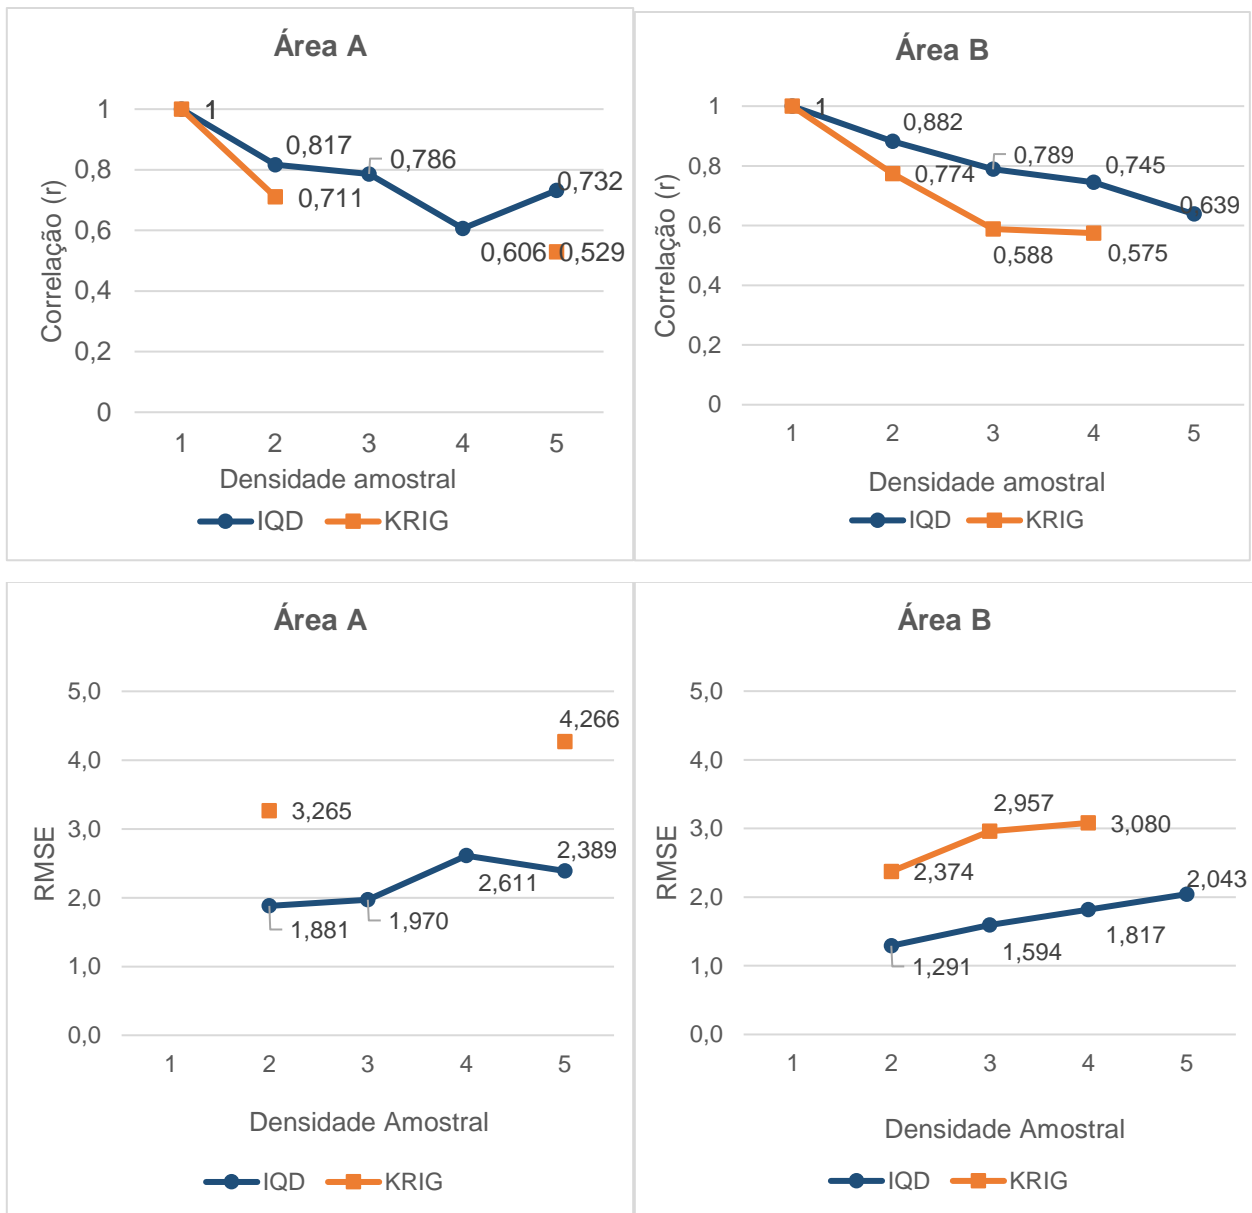 Área A
Correlação (r)
1
0,8
0,6
0,4
0,2
0
1
0,817
0,786
0,732
0,711
0,606
0,529
1 2 3 4 5
Densidade amostral
IQD KRIG
Área B
Correlação (r)
1
0,8
0,6
0,4
0,2
0
1
0,882
0,789
0,745
0,774
0,639
0,588
0,575
1 2 3 4 5
Densidade amostral
IQD KRIG
Área A
RMSE
5,0
4,0
3,0
2,0
1,0
0,0
4,266
3,265
2,389
2,611
1,881
1,970
1 2 3 4 5
Densidade Amostral
IQD KRIG
Área B
RMSE
5,0
4,0
3,0
2,0
1,0
0,0
2,957
3,080
2,374
2,043
1,817
1,594
1,291
1 2 3 4 5
Densidade Amostral
IQD KRIG